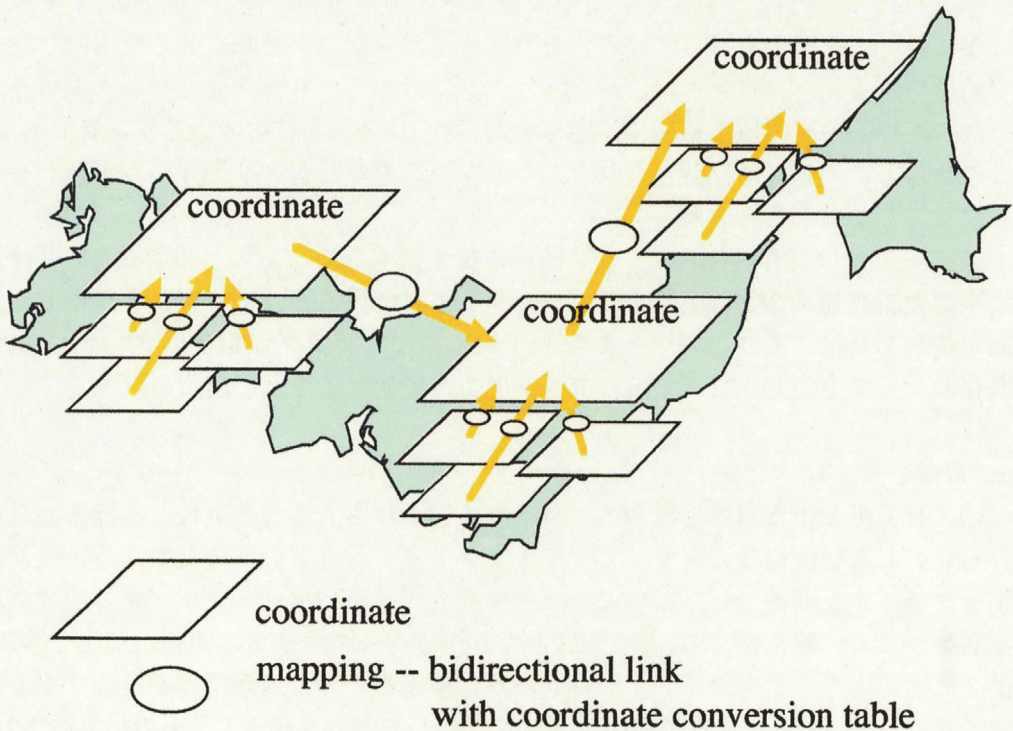 coordinate
coordinate
coordinate
coordinate
mapping -- bidirectional link
with coordinate conversion table